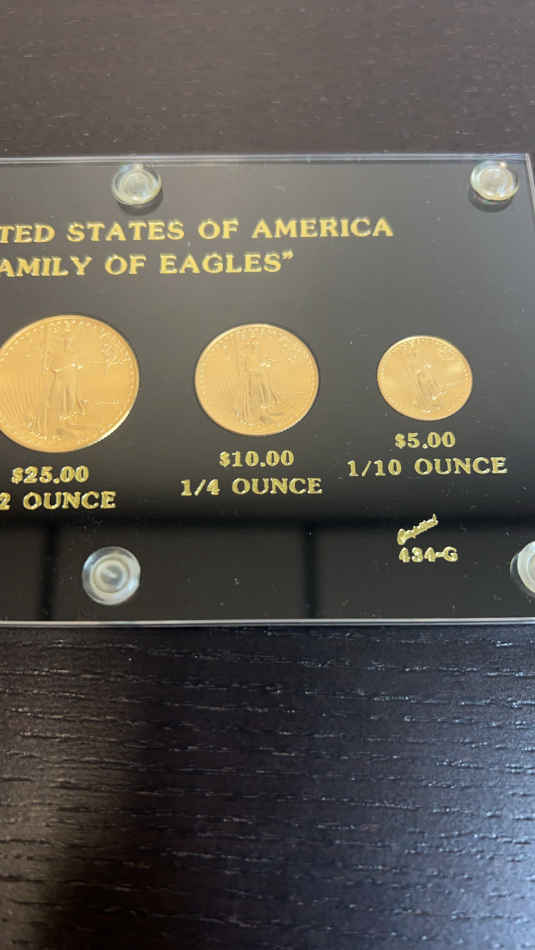 TED STATES OF AMERICA
AMILY OF EAGLES”
$25.00
2 OUNCE
$10.00
1/4 OUNCE
$5.00
1/10 OUNCE
434-G